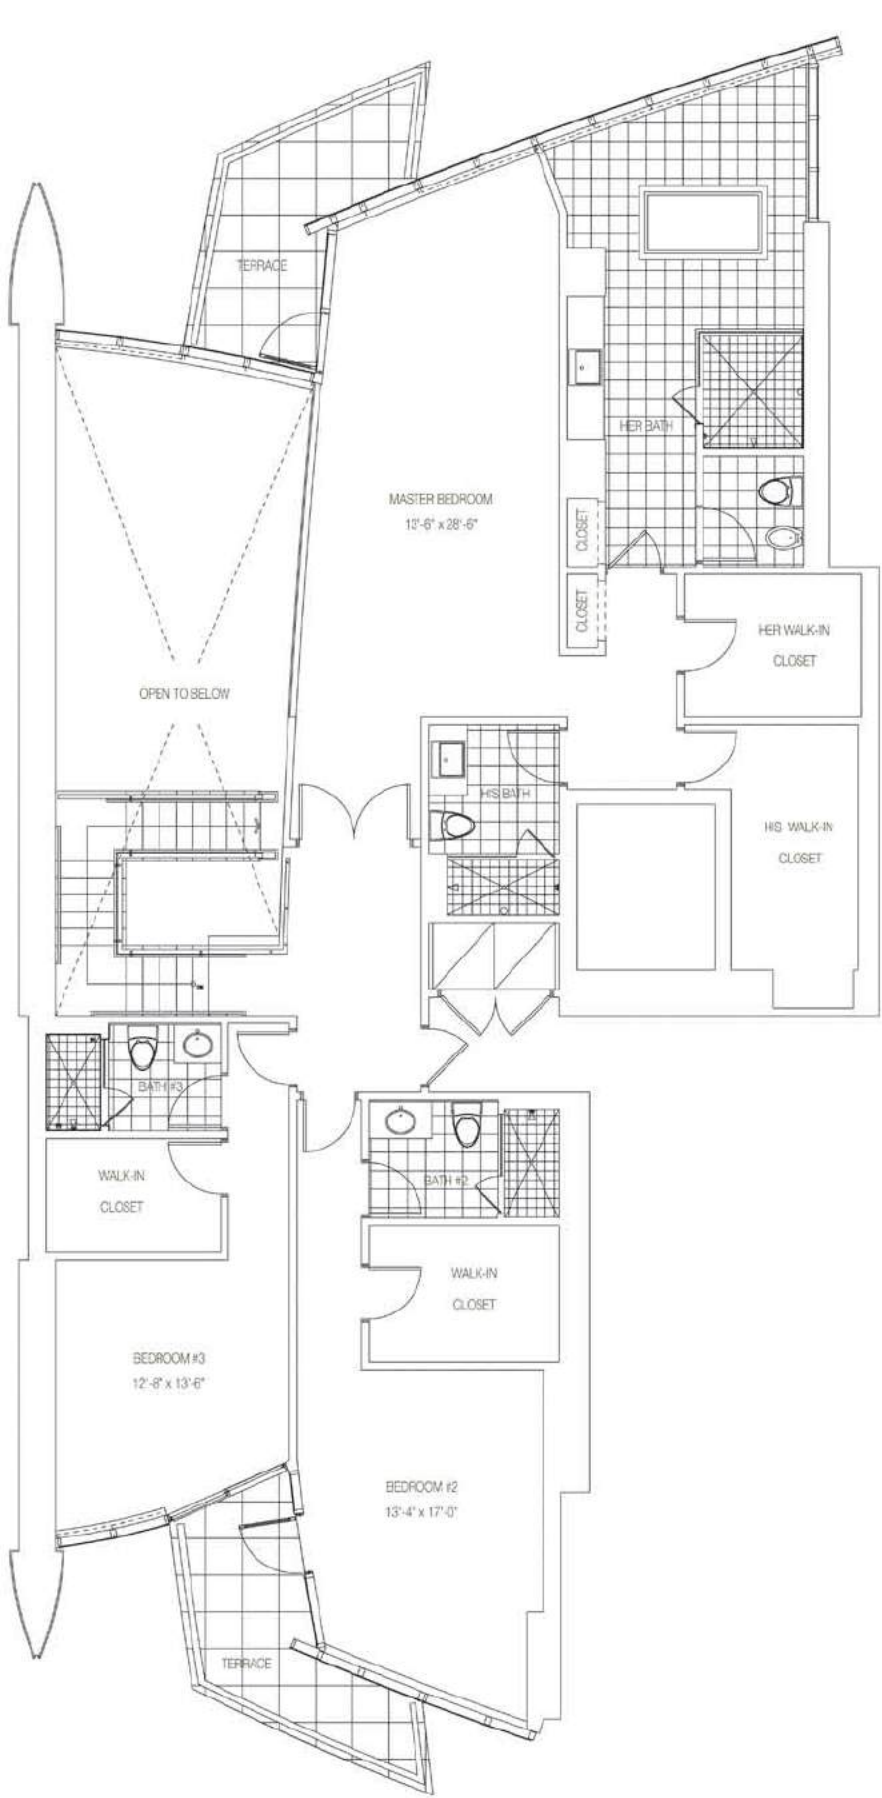 TERRACE
HER BATH
MASTER BEDROOM
13'-6" x 28'-6"
CLOSET
CLOSET
HER WALK-IN
CLOSET
OPEN TO BELOW
HIS BATH
HIS WALK-IN
CLOSET
BATH #3
WALK-IN
CLOSET
BATH #2
WALK-IN
CLOSET
BEDROOM #3
12'-8" x 13'-6"
BEDROOM #2
13'-4" x 17'-0"
TERRACE